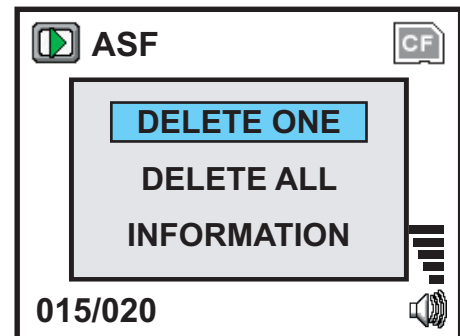 ASF CF
DELETE ONE
DELETE ALL
INFORMATION
015/020